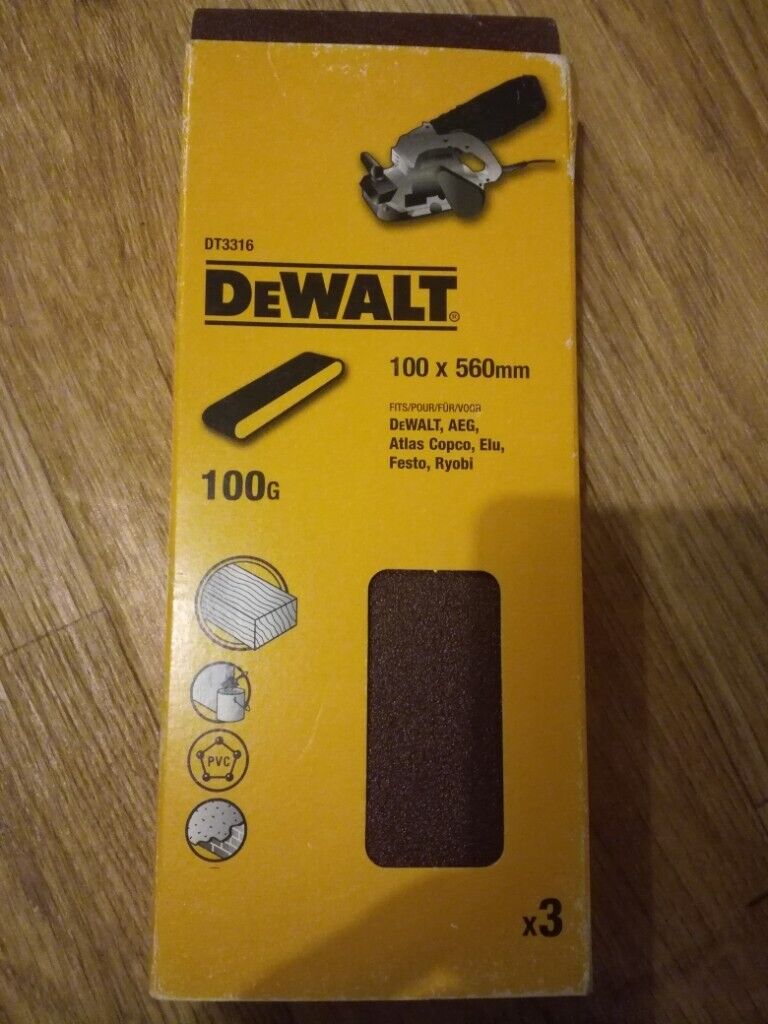 DT3316
DEWALT®
100 x 560mm
FITS/POUR/FÜR/VOOR
DEWALT, AEG,
Atlas Copco, Elu,
Festo, Ryobi
100G
PVC
x3